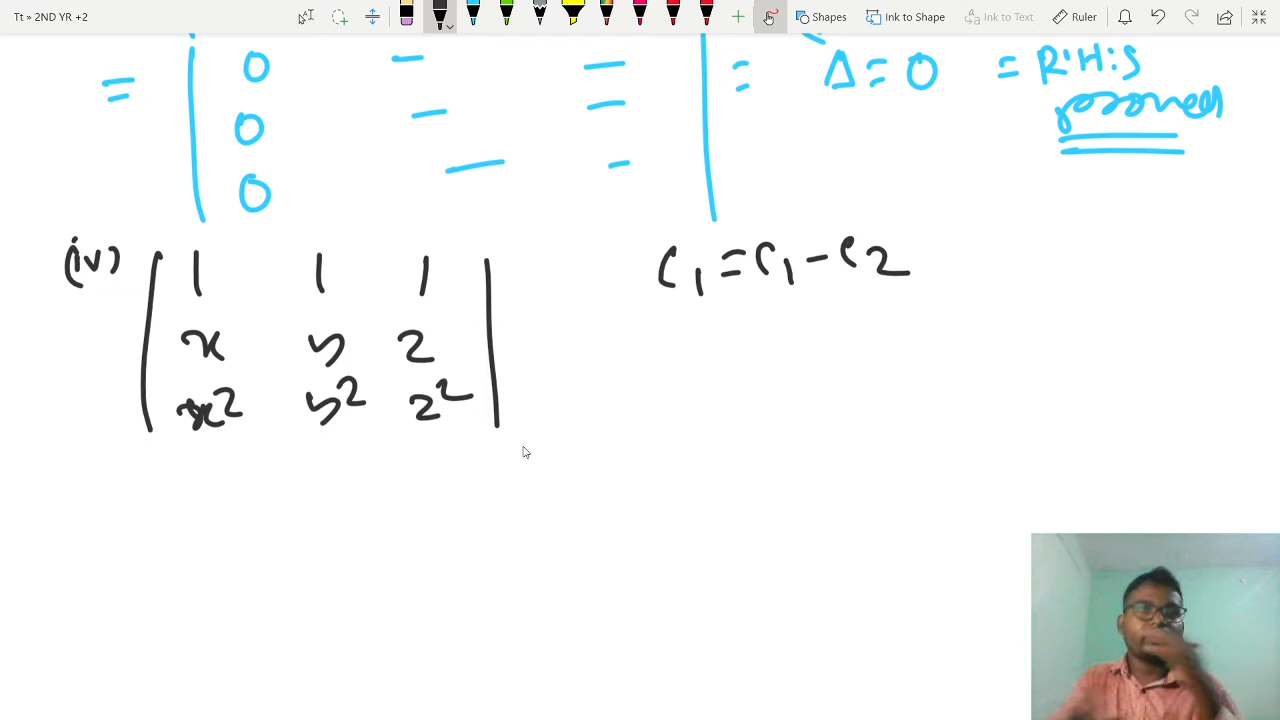 Tt » 2ND YR +2 Shapes Ink to Shape Ink to Text Ruler
= | 0 - = | = Δ = 0 = R.H.S
0 - = proved
0 - -
(iv) | 1 1 1 | C₁ = C₁ - C₂
x y z
x² y² z²